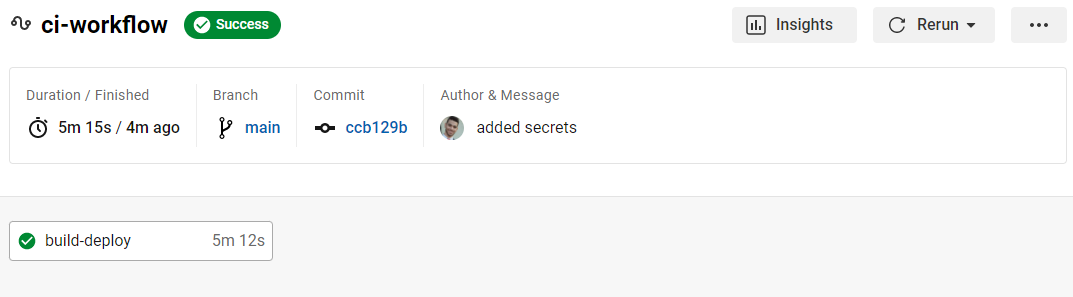 ci-workflow Success Insights Rerun
Duration / Finished Branch Commit Author & Message
5m 15s / 4m ago main ccb129b added secrets
build-deploy 5m 12s